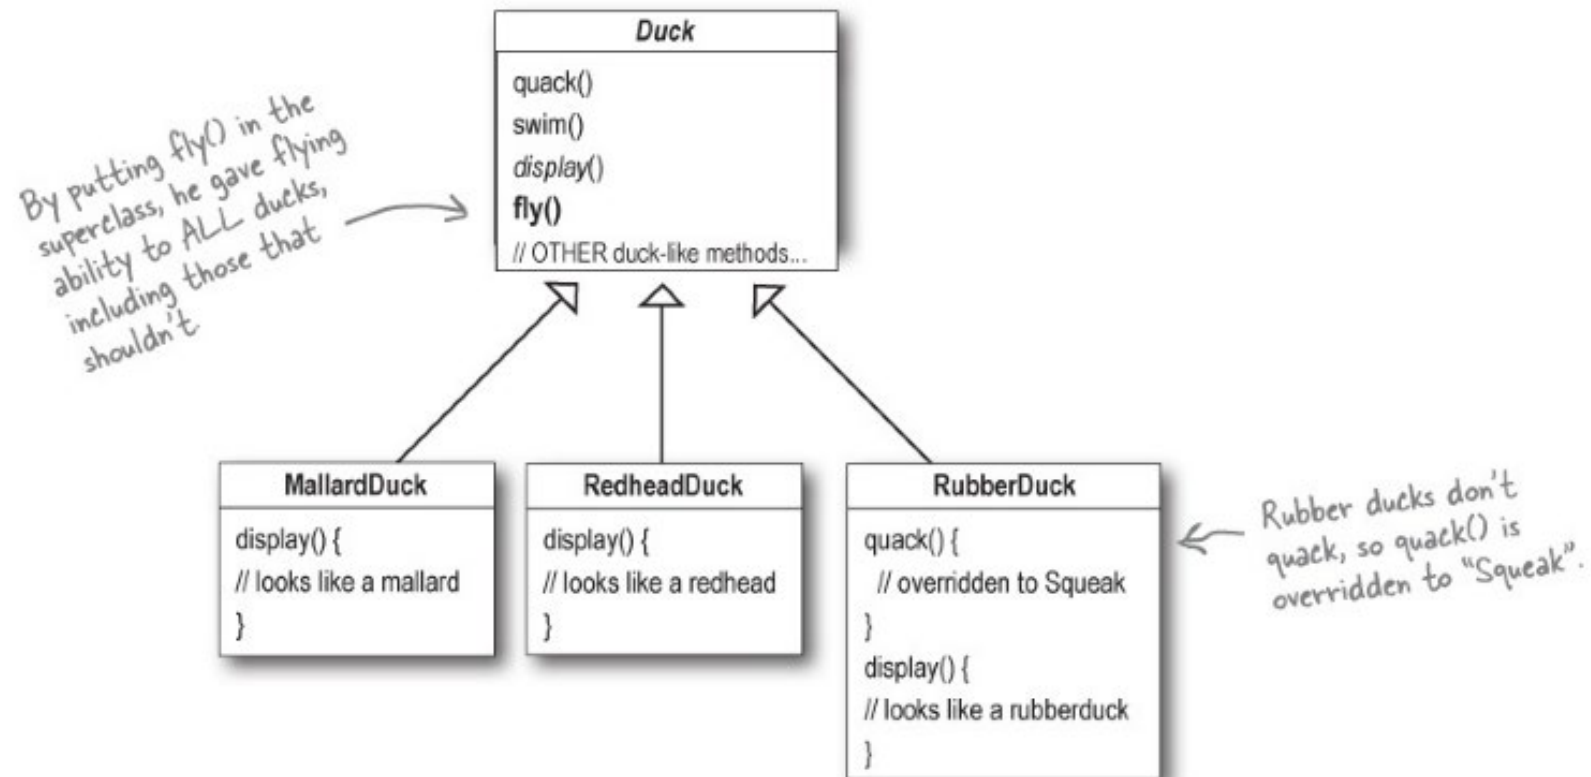 Duck
quack()
swim()
display()
fly()
// OTHER duck-like methods...
By putting fly() in the
superclass, he gave flying
ability to ALL ducks,
including those that
shouldn't.
MallardDuck
display() {
// looks like a mallard
}
RedheadDuck
display() {
// looks like a redhead
}
RubberDuck
quack() {
// overridden to Squeak
}
display() {
// looks like a rubberduck
}
Rubber ducks don't
quack, so quack() is
overridden to "Squeak".